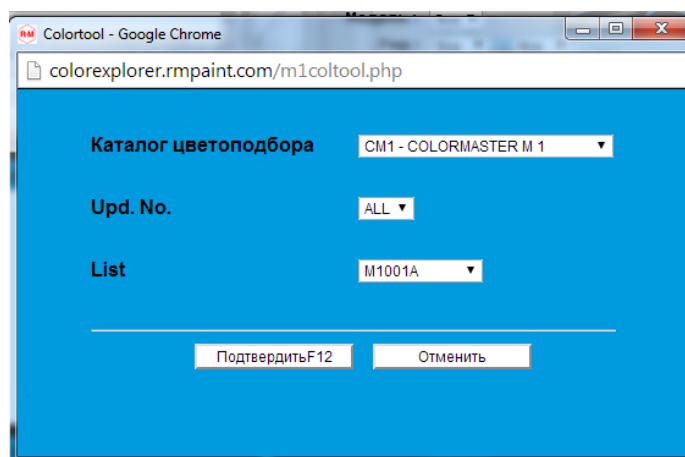 RM Colortool - Google Chrome
colorexplorer.rmpaint.com/m1coltool.php
Каталог цветоподбора CM1 - COLORMASTER M 1
Upd. No. ALL
List M1001A
ПодтвердитьF12 Отменить